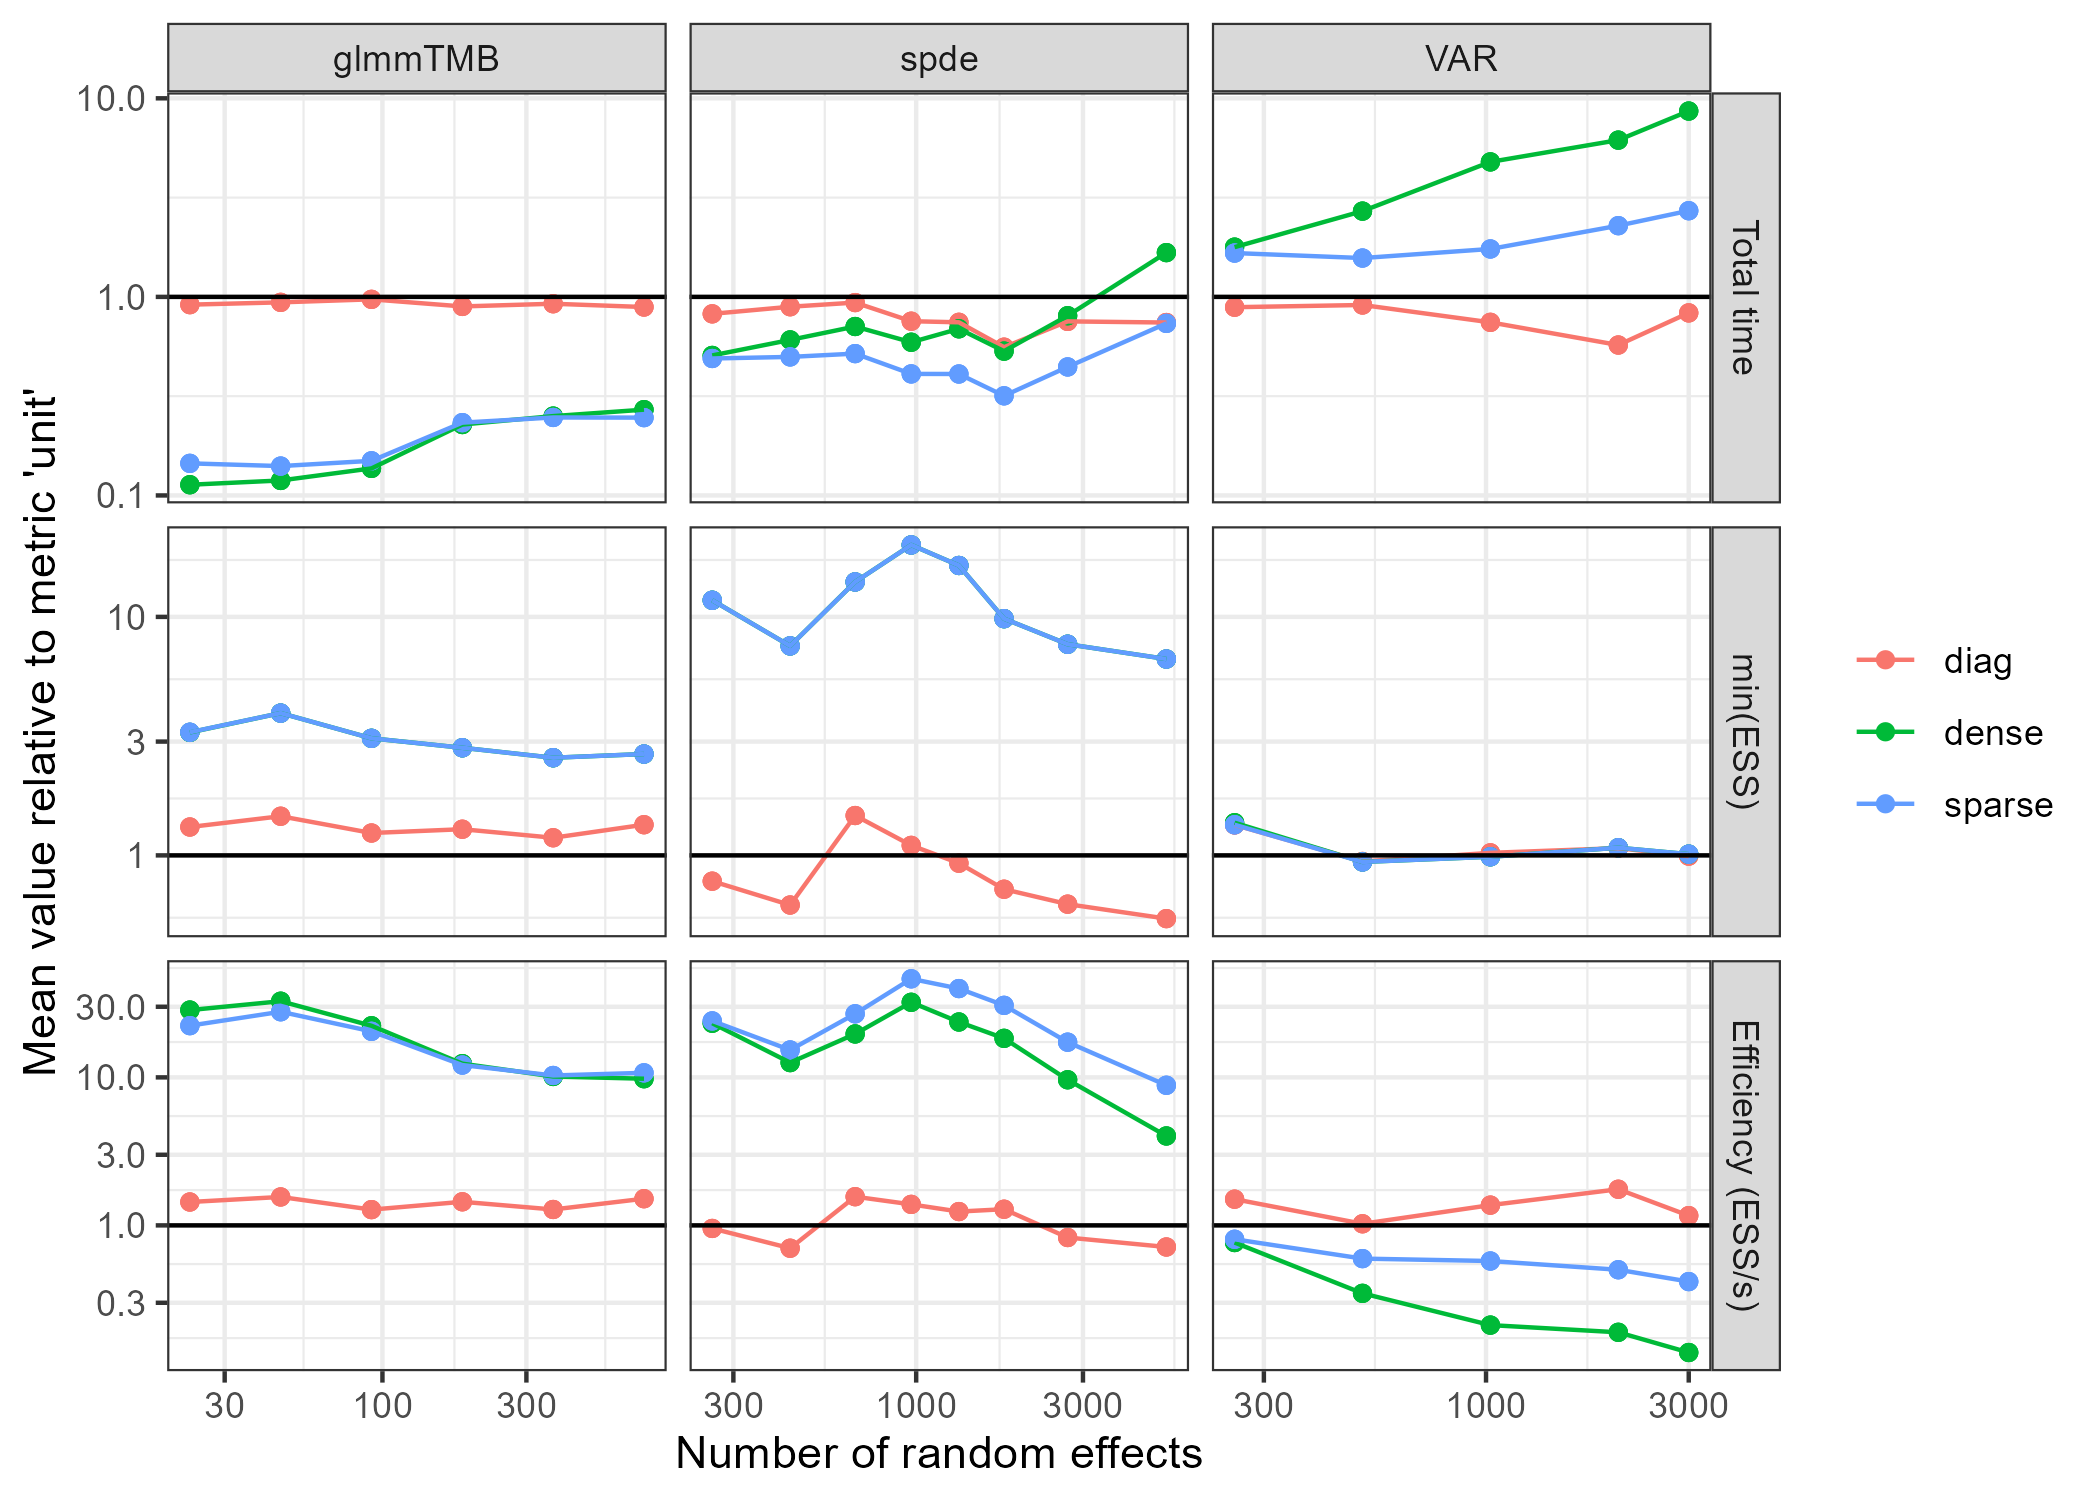 glmmTMB
spde
VAR
10.0
1.0
0.1
Total time
10
3
1
min(ESS)
30.0
10.0
3.0
1.0
0.3
Efficiency (ESS/s)
30
100
300
300
1000
3000
300
1000
3000
Number of random effects
Mean value relative to metric 'unit'
diag
dense
sparse